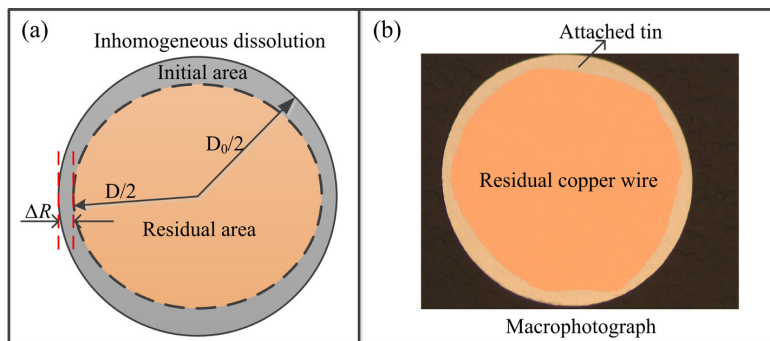 (a)
Inhomogeneous dissolution
Initial area
D₀/2
D/2
ΔR
Residual area
(b)
Attached tin
Residual copper wire
Macrophotograph